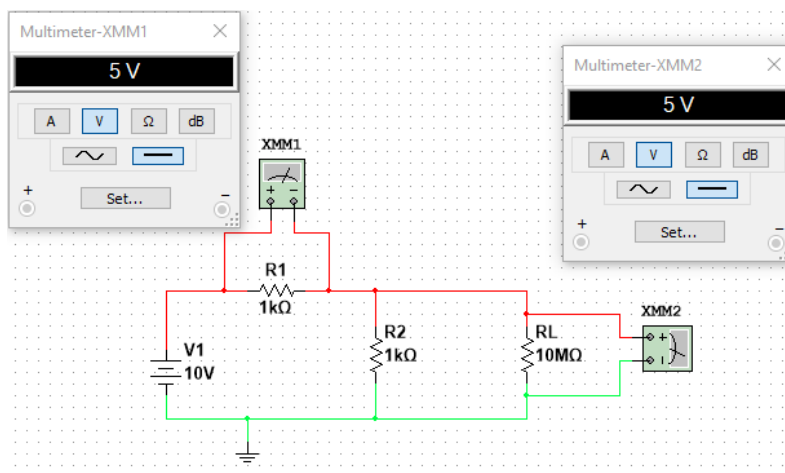 Multimeter-XMM1
5 V
A V Ω dB
+ Set... −
Multimeter-XMM2
5 V
A V Ω dB
+ Set... −
XMM1
+ −
R1
1kΩ
V1
10V
R2
1kΩ
RL
10MΩ
XMM2
+
−